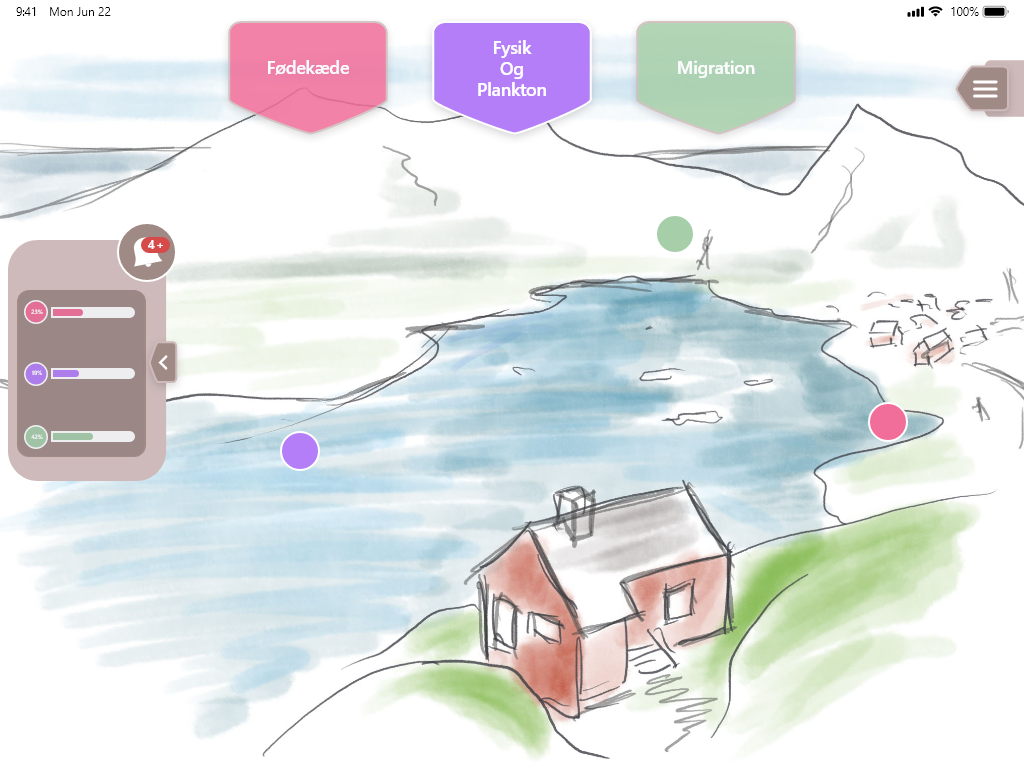 9:41 Mon Jun 22
100%
Fødekæde
Fysik
Og
Plankton
Migration
4 +
23%
42%